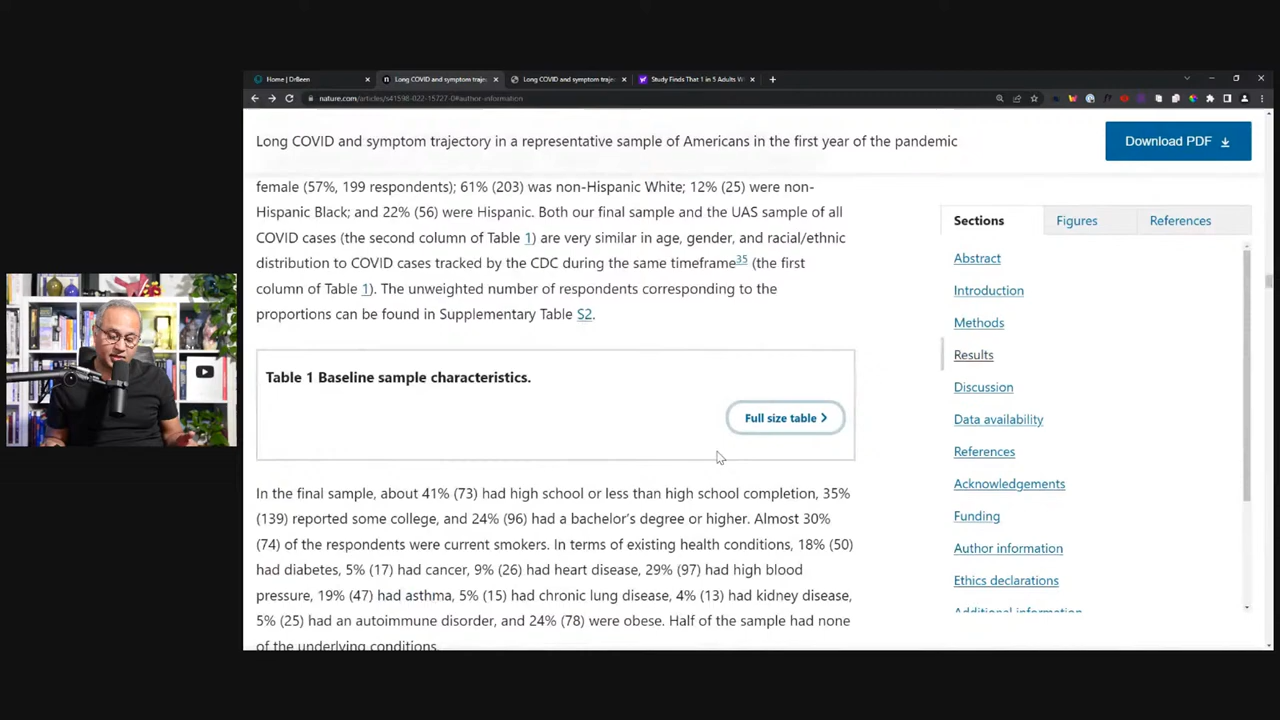 Home | DrBeen
Long COVID and symptom traje
Long COVID and symptom traje
Study Finds That 1 in 5 Adults W
nature.com/articles/s41598-022-15727-0#author-information
Long COVID and symptom trajectory in a representative sample of Americans in the first year of the pandemic
Download PDF
female (57%, 199 respondents); 61% (203) was non-Hispanic White; 12% (25) were non-
Hispanic Black; and 22% (56) were Hispanic. Both our final sample and the UAS sample of all
COVID cases (the second column of Table 1) are very similar in age, gender, and racial/ethnic
distribution to COVID cases tracked by the CDC during the same timeframe35 (the first
column of Table 1). The unweighted number of respondents corresponding to the
proportions can be found in Supplementary Table S2.
Table 1 Baseline sample characteristics.
Full size table
In the final sample, about 41% (73) had high school or less than high school completion, 35%
(139) reported some college, and 24% (96) had a bachelor's degree or higher. Almost 30%
(74) of the respondents were current smokers. In terms of existing health conditions, 18% (50)
had diabetes, 5% (17) had cancer, 9% (26) had heart disease, 29% (97) had high blood
pressure, 19% (47) had asthma, 5% (15) had chronic lung disease, 4% (13) had kidney disease,
5% (25) had an autoimmune disorder, and 24% (78) were obese. Half of the sample had none
of the underlying conditions.
Sections
Figures
References
Abstract
Introduction
Methods
Results
Discussion
Data availability
References
Acknowledgements
Funding
Author information
Ethics declarations
Additional information